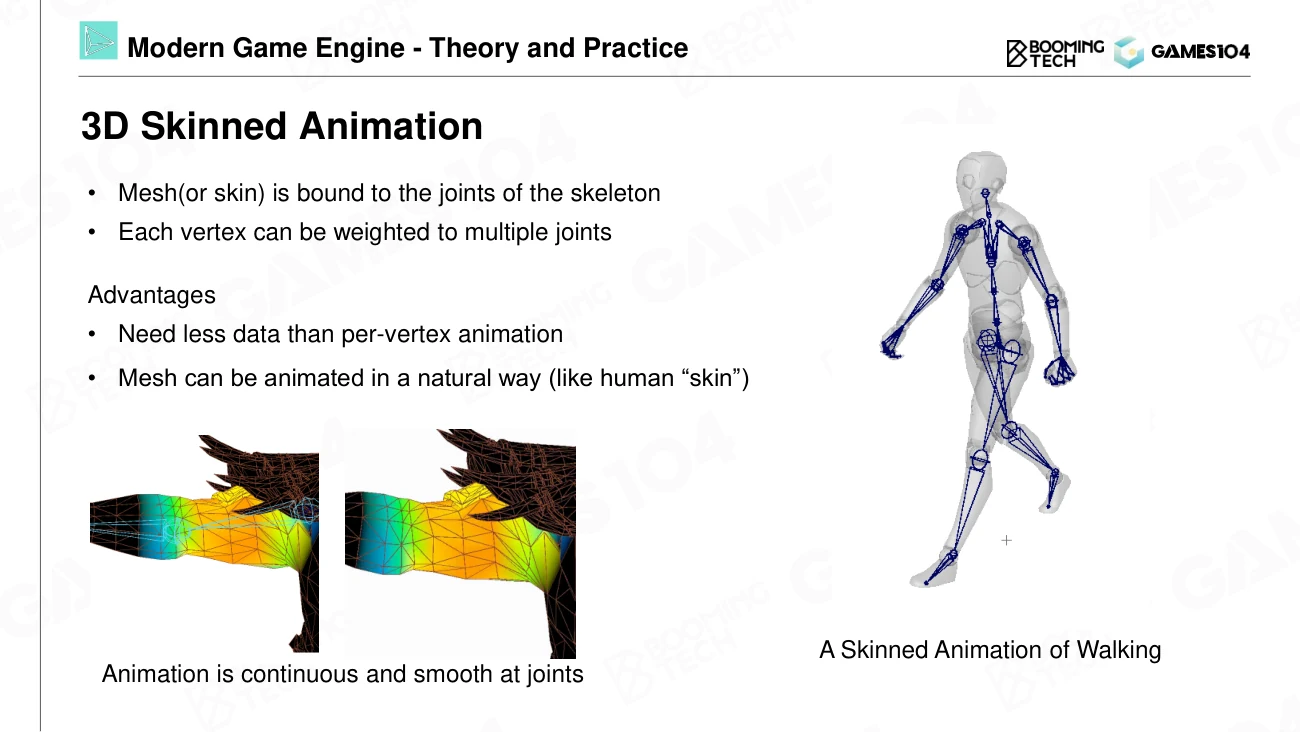 Modern Game Engine - Theory and Practice
BOOMING
TECH
GAMES104
3D Skinned Animation
• Mesh(or skin) is bound to the joints of the skeleton
• Each vertex can be weighted to multiple joints
Advantages
• Need less data than per-vertex animation
• Mesh can be animated in a natural way (like human “skin”)
Animation is continuous and smooth at joints
A Skinned Animation of Walking